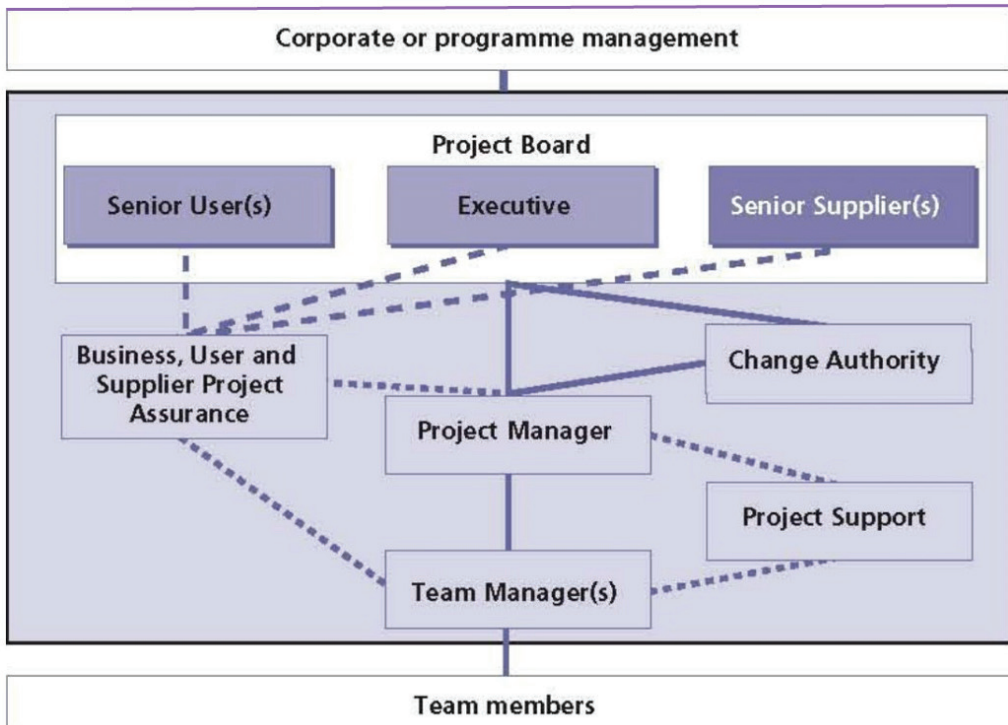 Corporate or programme management
Project Board
Senior User(s)
Executive
Senior Supplier(s)
Business, User and
Supplier Project
Assurance
Change Authority
Project Manager
Project Support
Team Manager(s)
Team members